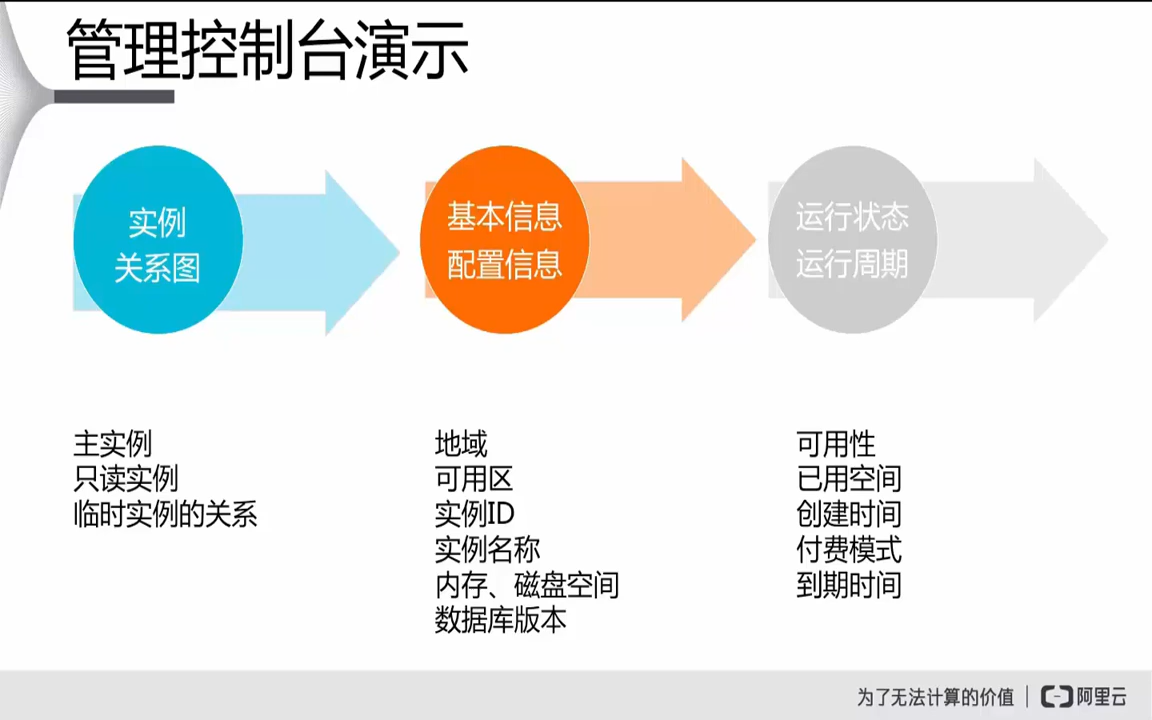 管理控制台演示
实例
关系图
基本信息
配置信息
运行状态
运行周期
主实例
只读实例
临时实例的关系
地域
可用区
实例ID
实例名称
内存、磁盘空间
数据库版本
可用性
已用空间
创建时间
付费模式
到期时间
为了无法计算的价值 | 阿里云